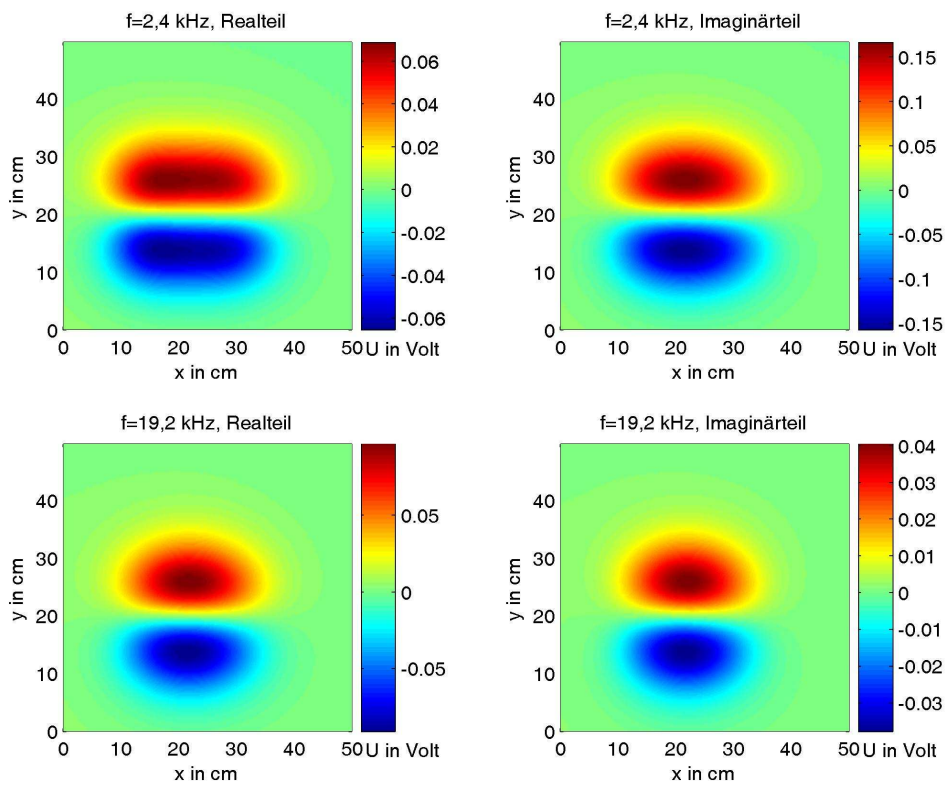 f=2,4 kHz, Realteil
y in cm
40
30
20
10
0
0 10 20 30 40 50
x in cm
0.06
0.04
0.02
0
-0.02
-0.04
-0.06
U in Volt
f=2,4 kHz, Imaginärteil
y in cm
40
30
20
10
0
0 10 20 30 40 50
x in cm
0.15
0.1
0.05
0
-0.05
-0.1
-0.15
U in Volt
f=19,2 kHz, Realteil
y in cm
40
30
20
10
0
0 10 20 30 40 50
x in cm
0.05
0
-0.05
U in Volt
f=19,2 kHz, Imaginärteil
y in cm
40
30
20
10
0
0 10 20 30 40 50
x in cm
0.04
0.03
0.02
0.01
0
-0.01
-0.02
-0.03
U in Volt